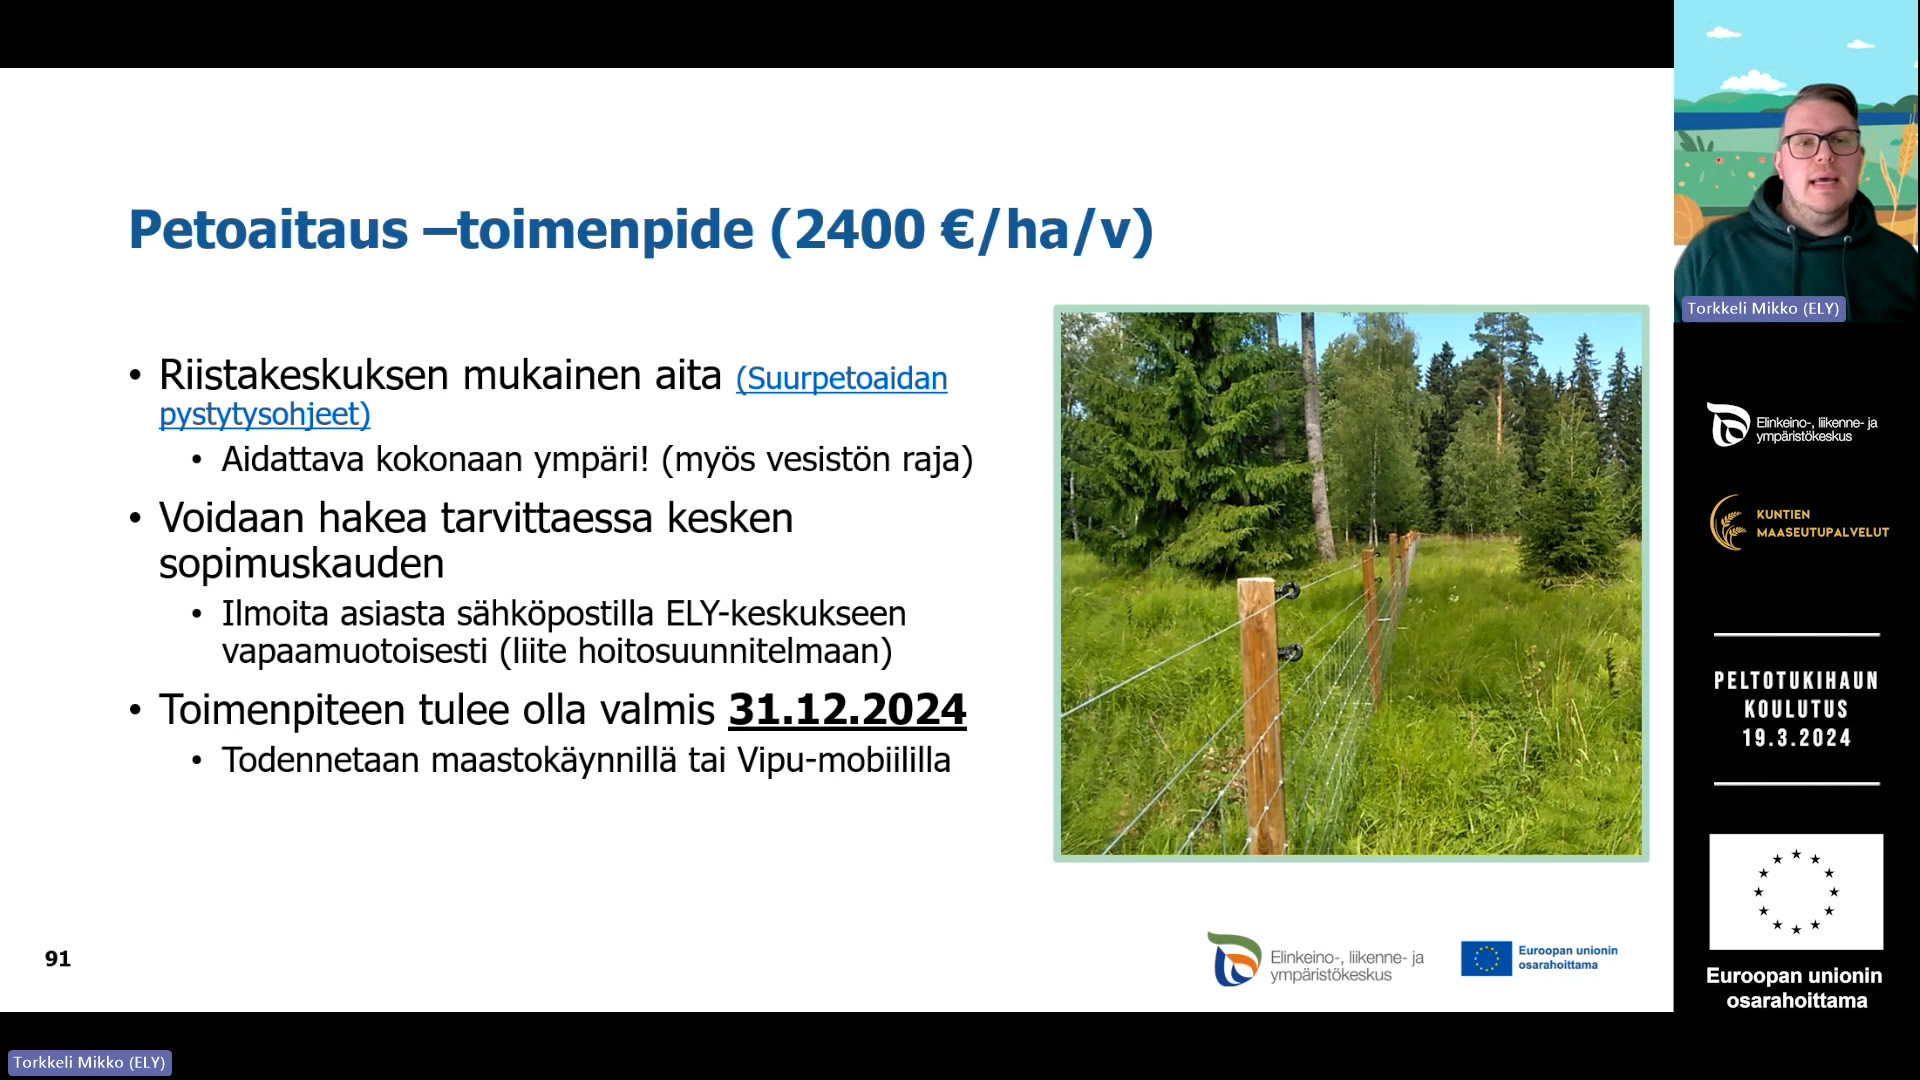 Petoaitaus –toimenpide (2400 €/ha/v)
• Riistakeskuksen mukainen aita (Suurpetoaidan
pystytysohjeet)
• Aidattava kokonaan ympäri! (myös vesistön raja)
• Voidaan hakea tarvittaessa kesken
sopimuskauden
• Ilmoita asiasta sähköpostilla ELY-keskukseen
vapaamuotoisesti (liite hoitosuunnitelmaan)
• Toimenpiteen tulee olla valmis 31.12.2024
• Todennetaan maastokäynnillä tai Vipu-mobiililla
91
Elinkeino-, liikenne- ja
ympäristökeskus
Euroopan unionin
osarahoittama
Torkkeli Mikko (ELY)
Elinkeino-, liikenne- ja
ympäristökeskus
KUNTIEN
MAASEUTUPALVELUT
PELTOTUKIHAUN
KOULUTUS
19.3.2024
Euroopan unionin
osarahoittama
Torkkeli Mikko (ELY)